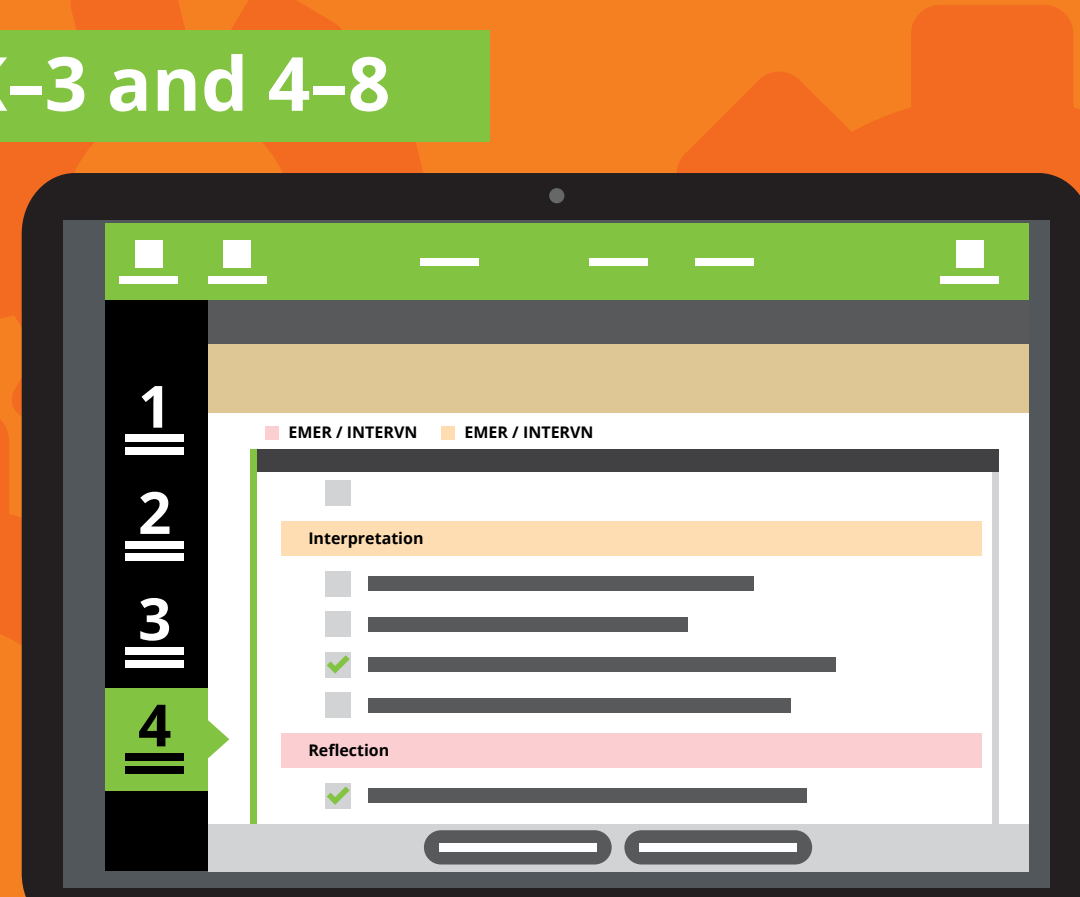 –3 and 4–8
1
EMER / INTERVN EMER / INTERVN
2
Interpretation
3
4
Reflection